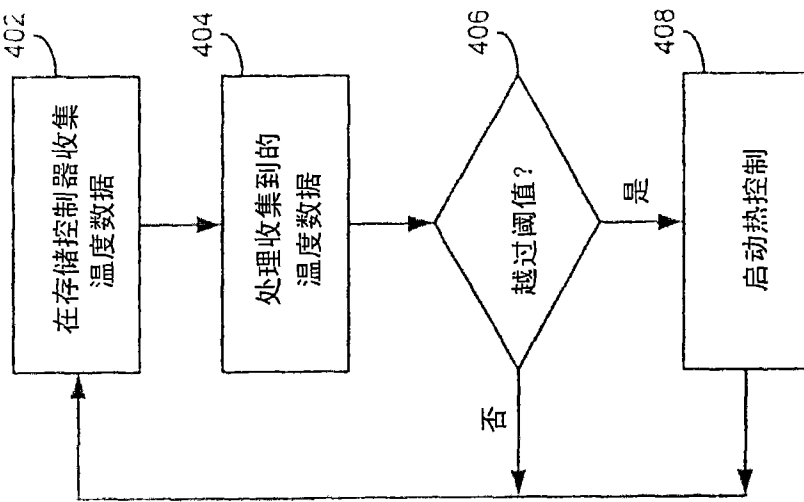 402
在存储控制器收集
温度数据
404
处理收集到的
温度数据
406
越过阈值?
否
是
408
启动热控制